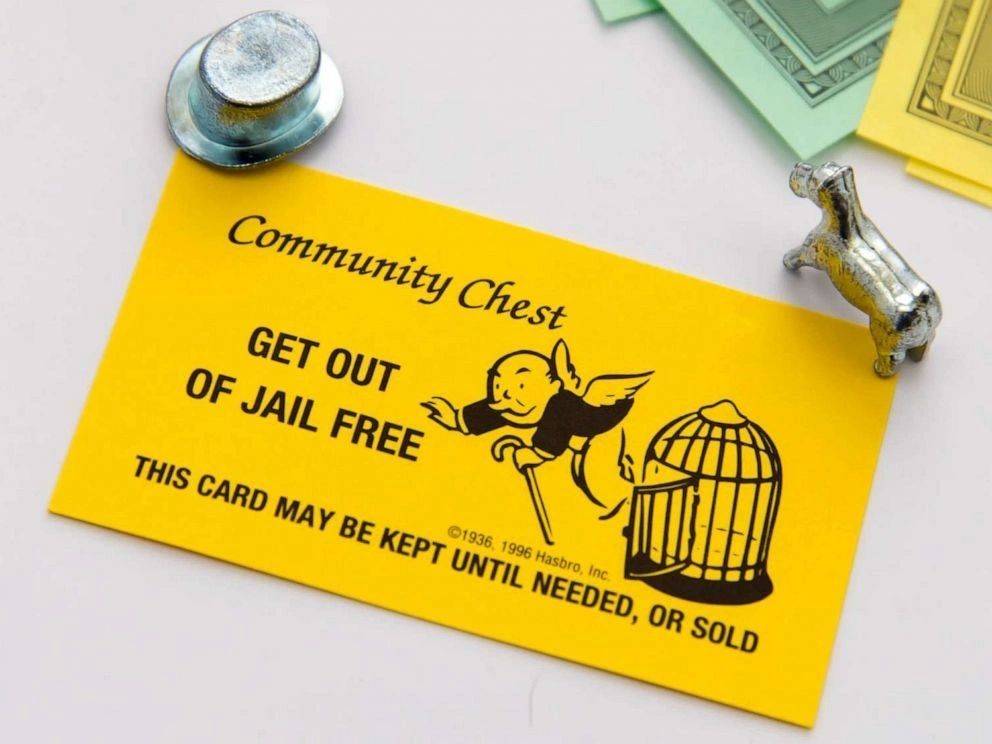 Community Chest
GET OUT
OF JAIL FREE
©1936, 1996 Hasbro, Inc.
THIS CARD MAY BE KEPT UNTIL NEEDED, OR SOLD